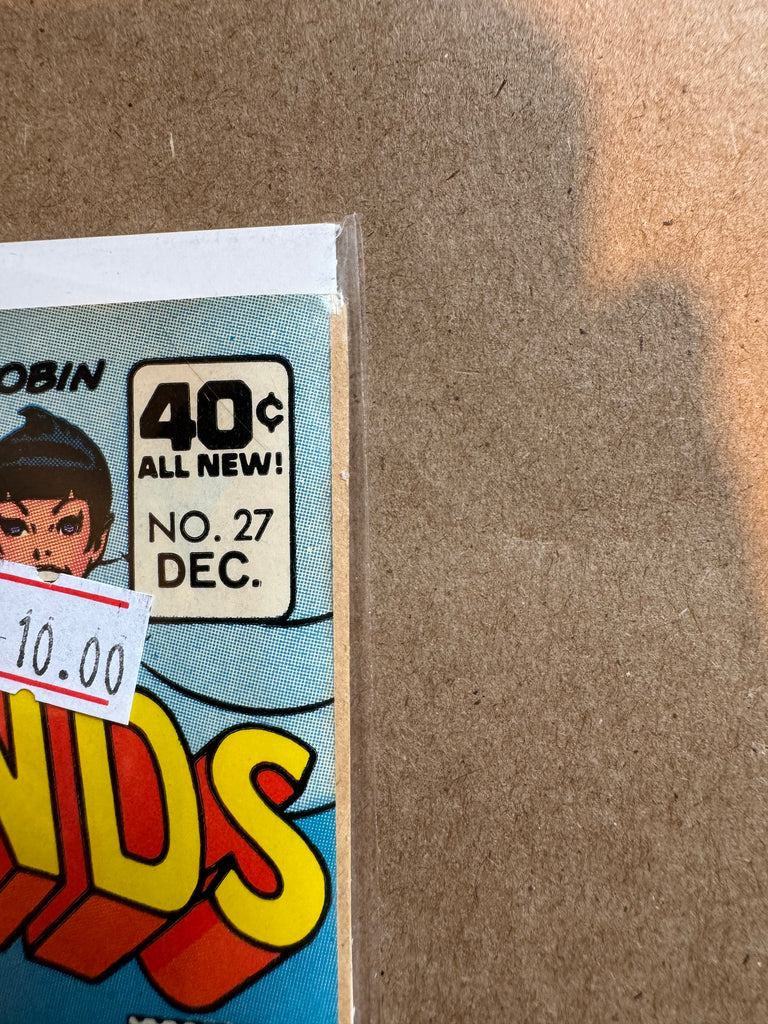 OBIN
40¢
ALL NEW!
NO. 27
DEC.
-10.00
NDS